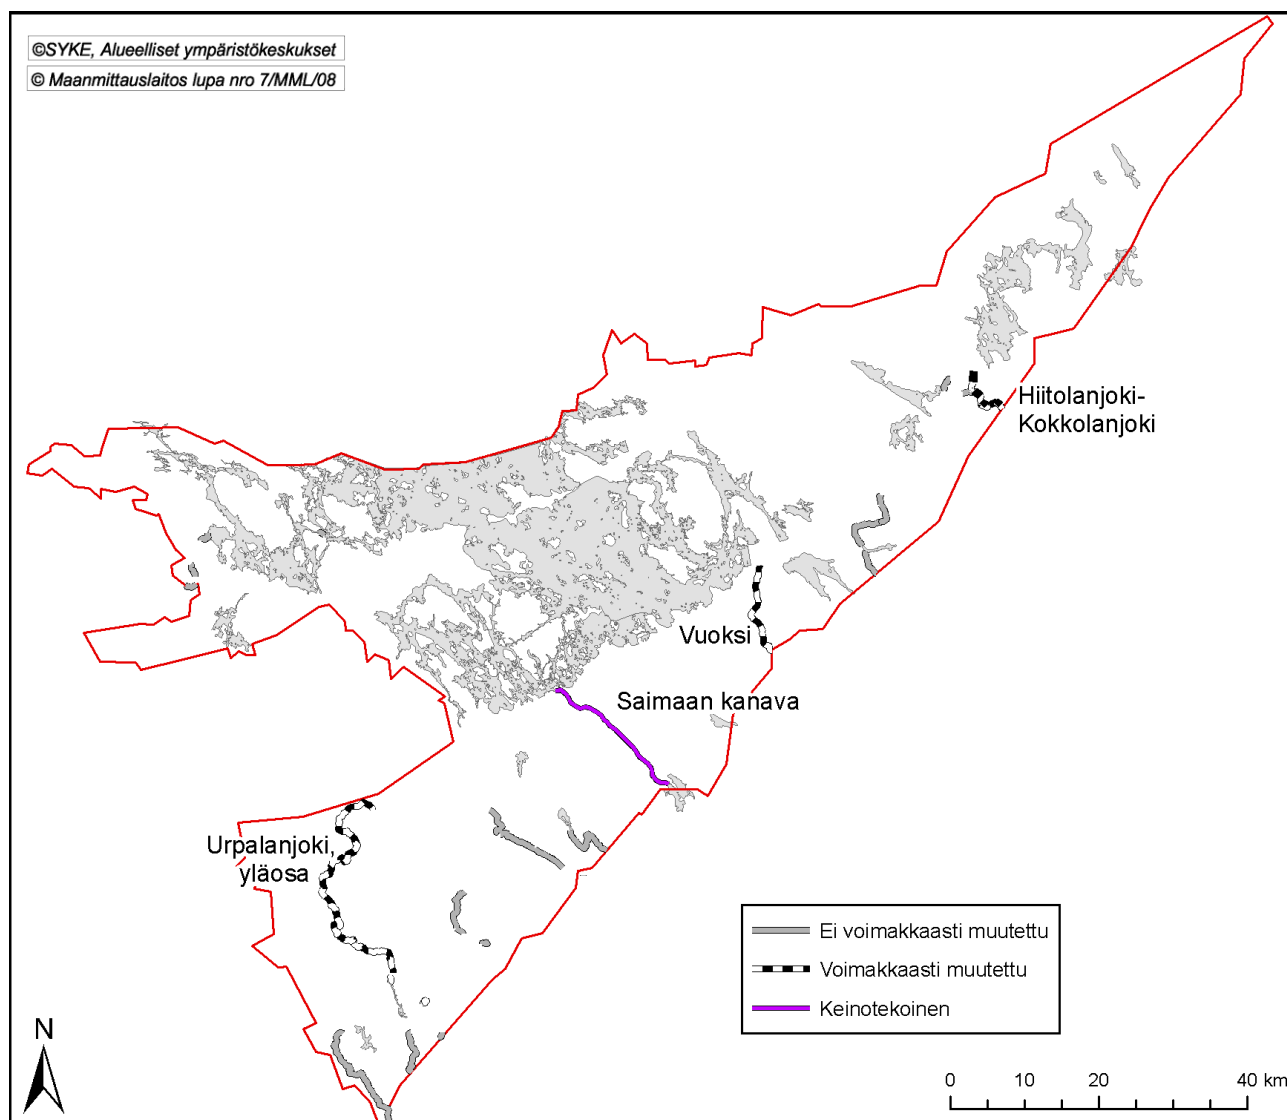 ©SYKE, Alueelliset ympäristökeskukset
© Maanmittauslaitos lupa nro 7/MML/08
Hiitolanjoki-
Kokkolanjoki
Vuoksi
Saimaan kanava
Urpalanjoki,
yläosa
Ei voimakkaasti muutettu
Voimakkaasti muutettu
Keinotekoinen
N
0 10 20 40 km